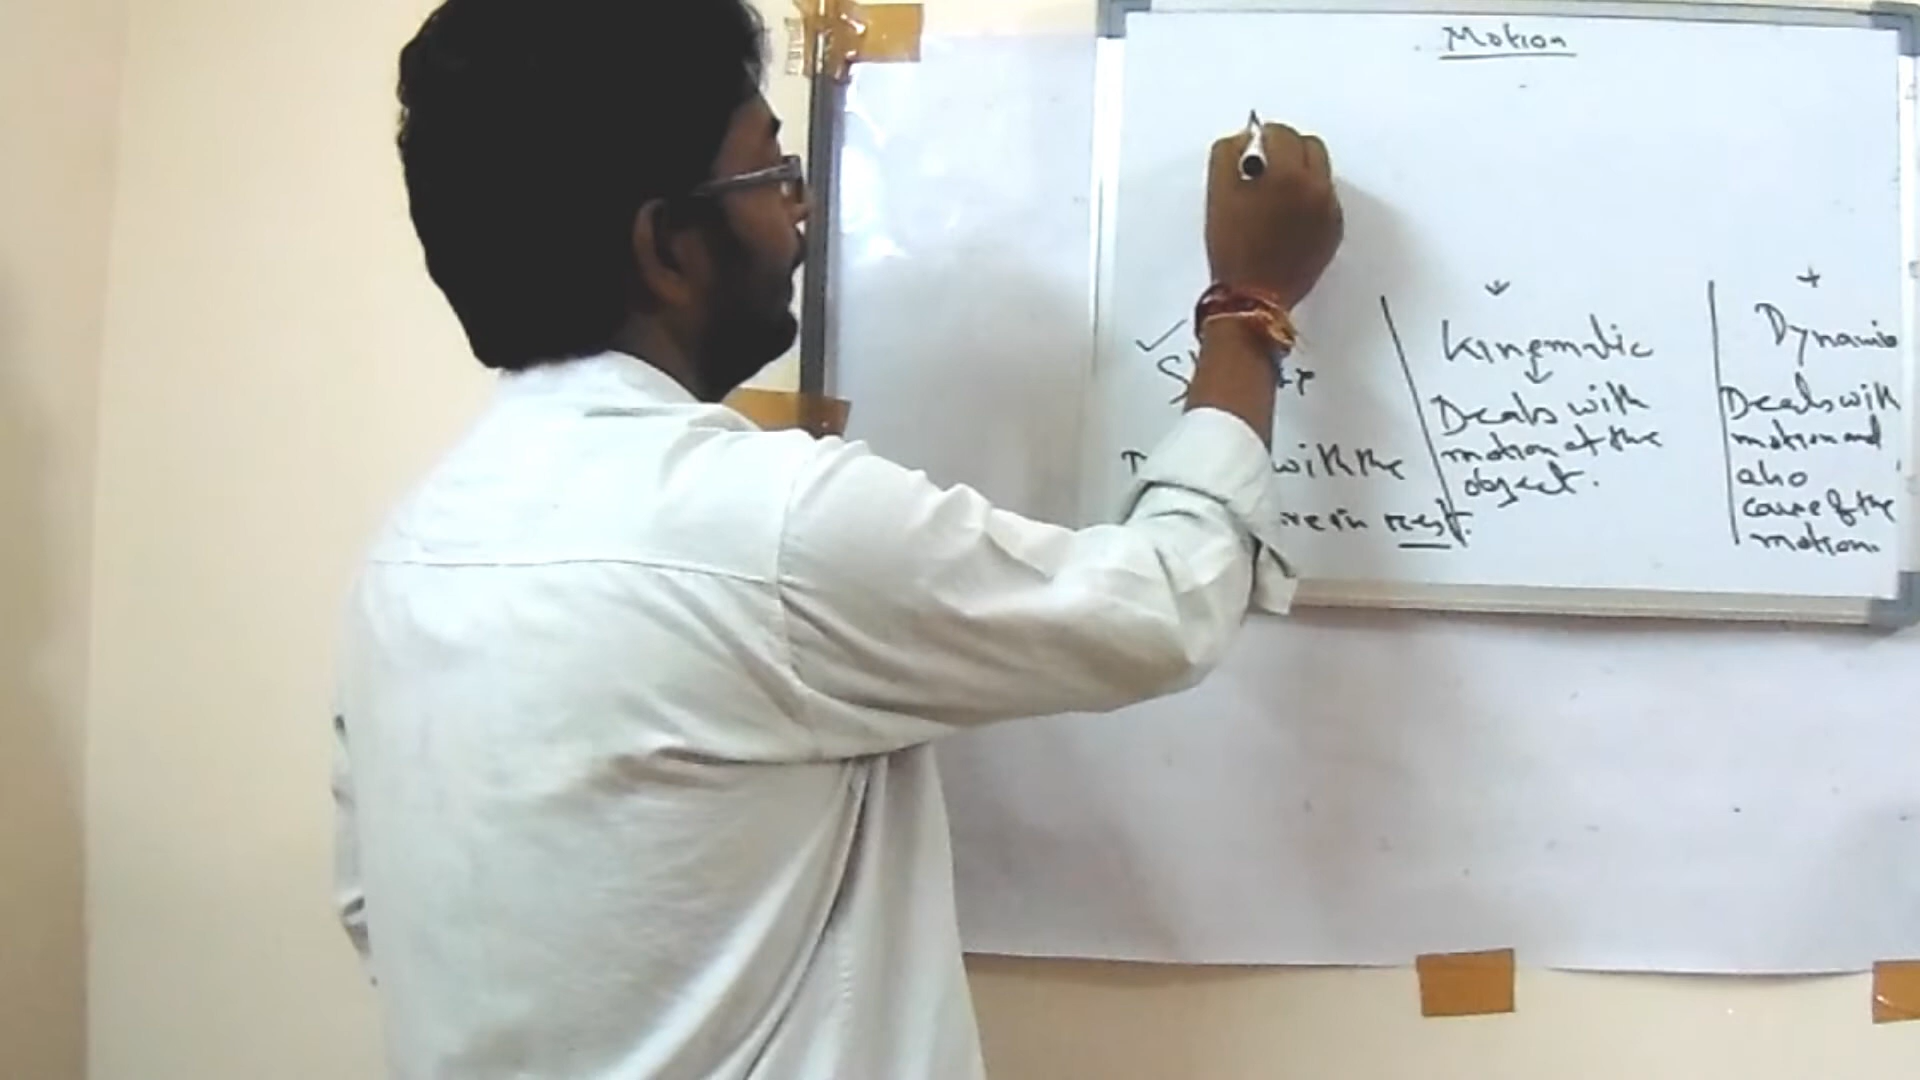 Motion
Kinematic
Deals with
motion of the
object.
Dynamic
Deals with
motion and
also
cause of the
motion.
with the
in rest.